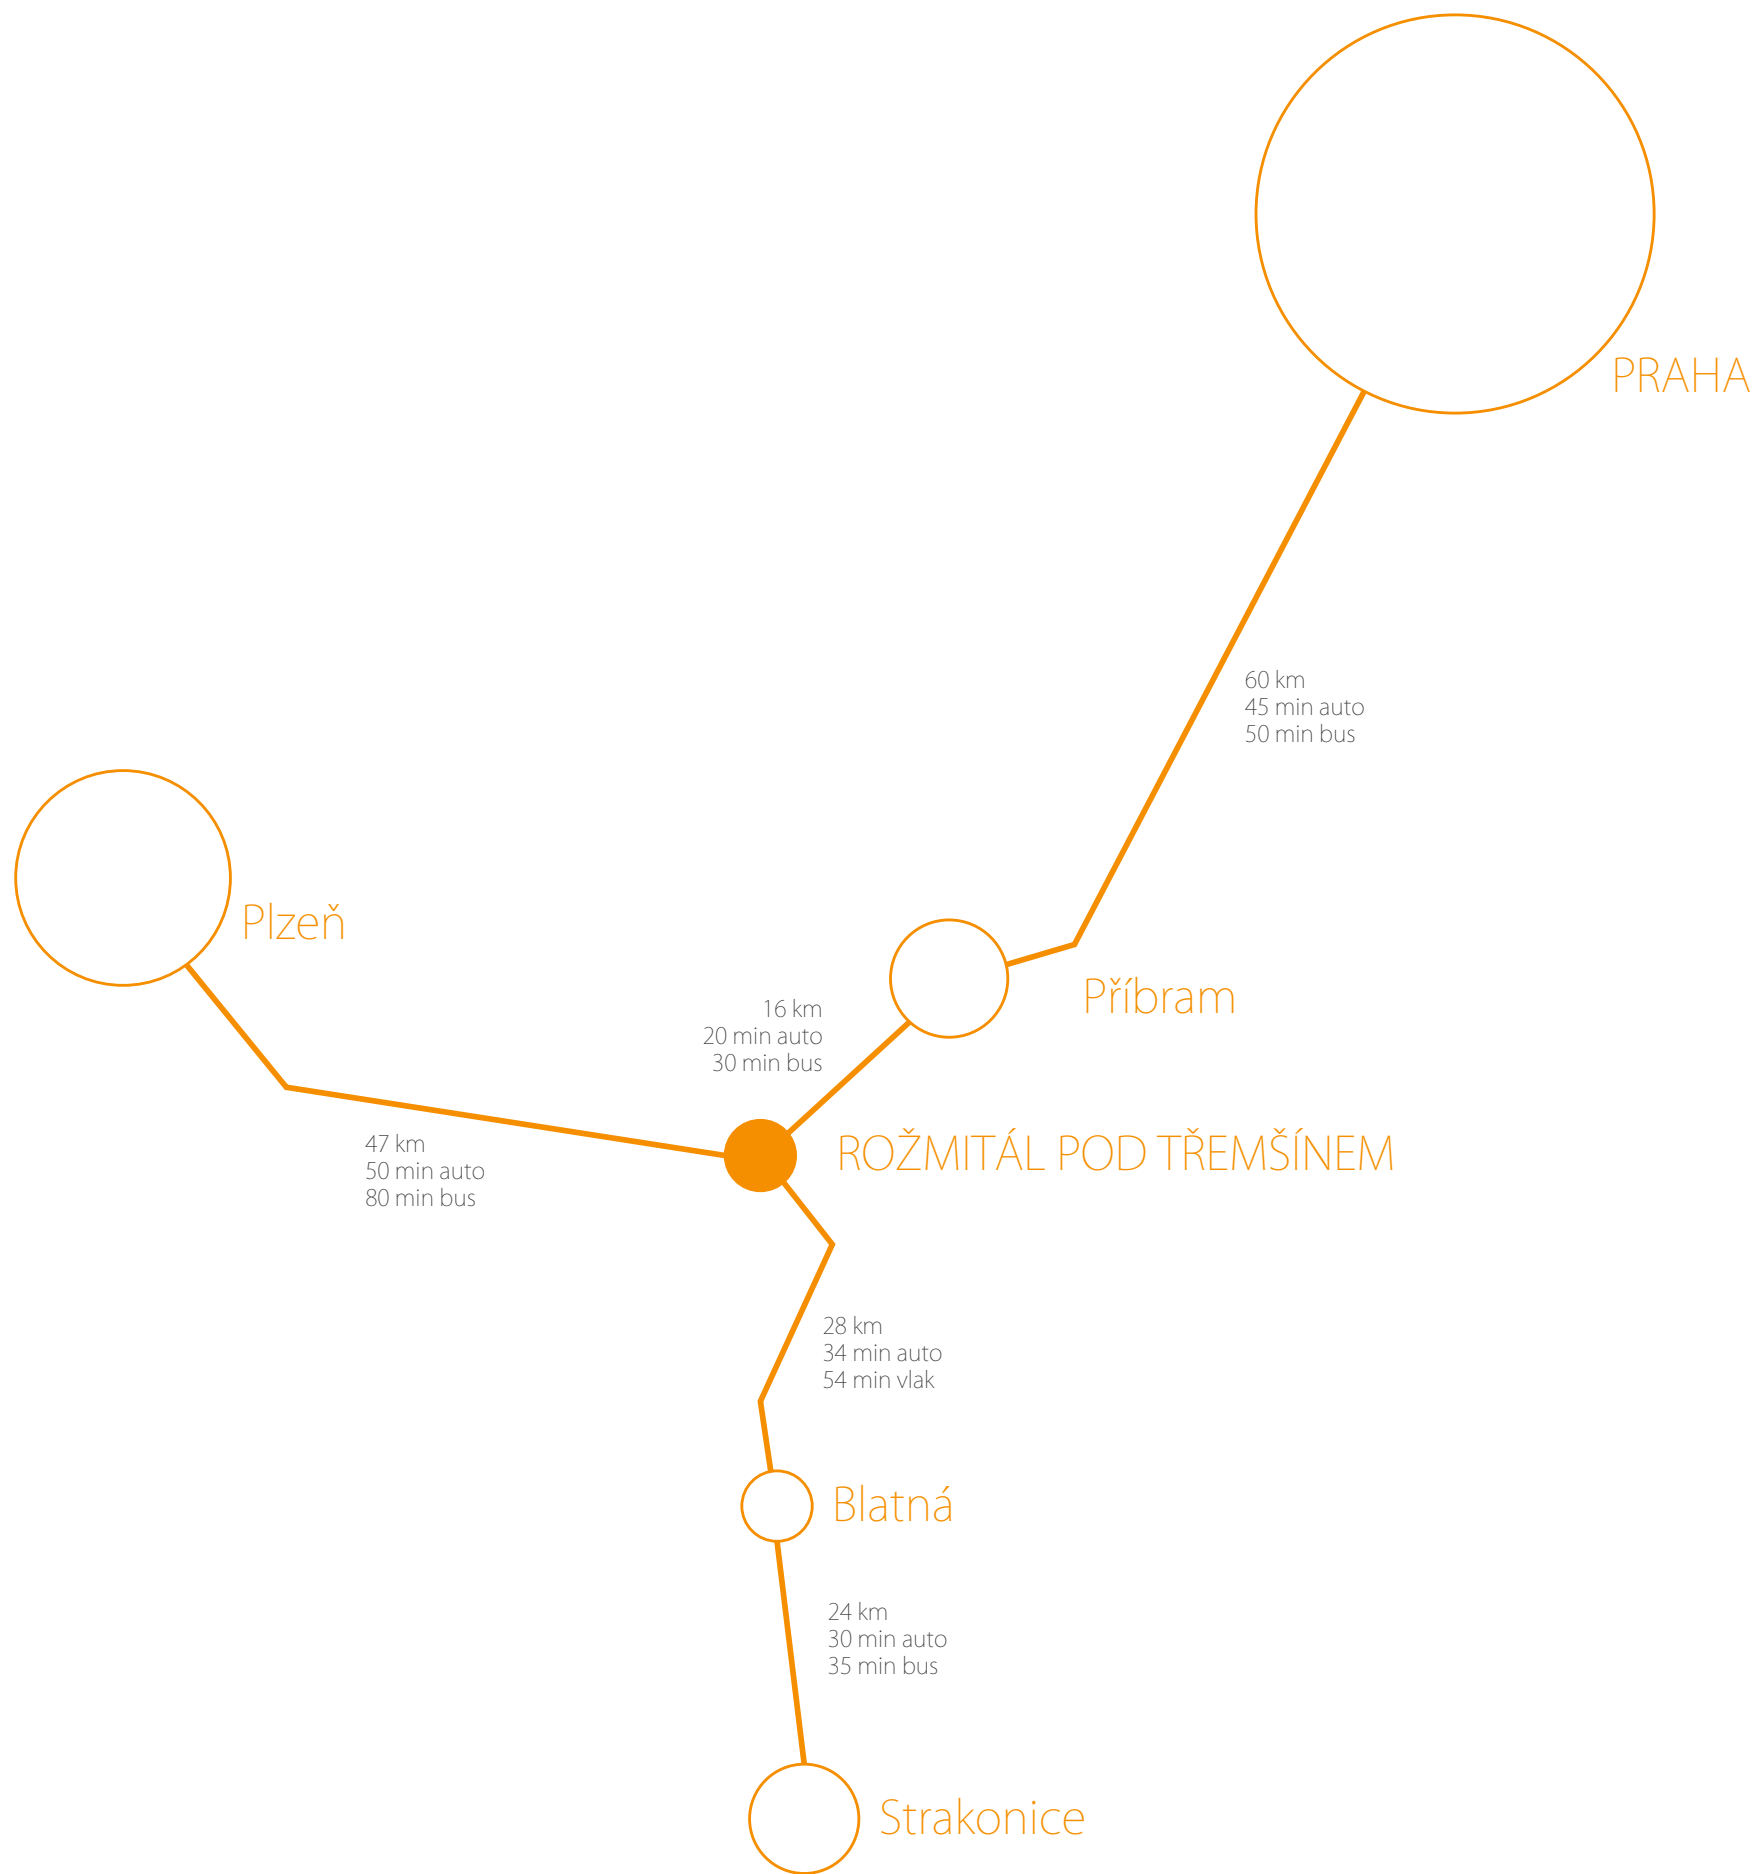 PRAHA
60 km
45 min auto
50 min bus
Plzeň
Příbram
16 km
20 min auto
30 min bus
47 km
50 min auto
80 min bus
ROŽMITÁL POD TŘEMŠÍNEM
28 km
34 min auto
54 min vlak
Blatná
24 km
30 min auto
35 min bus
Strakonice